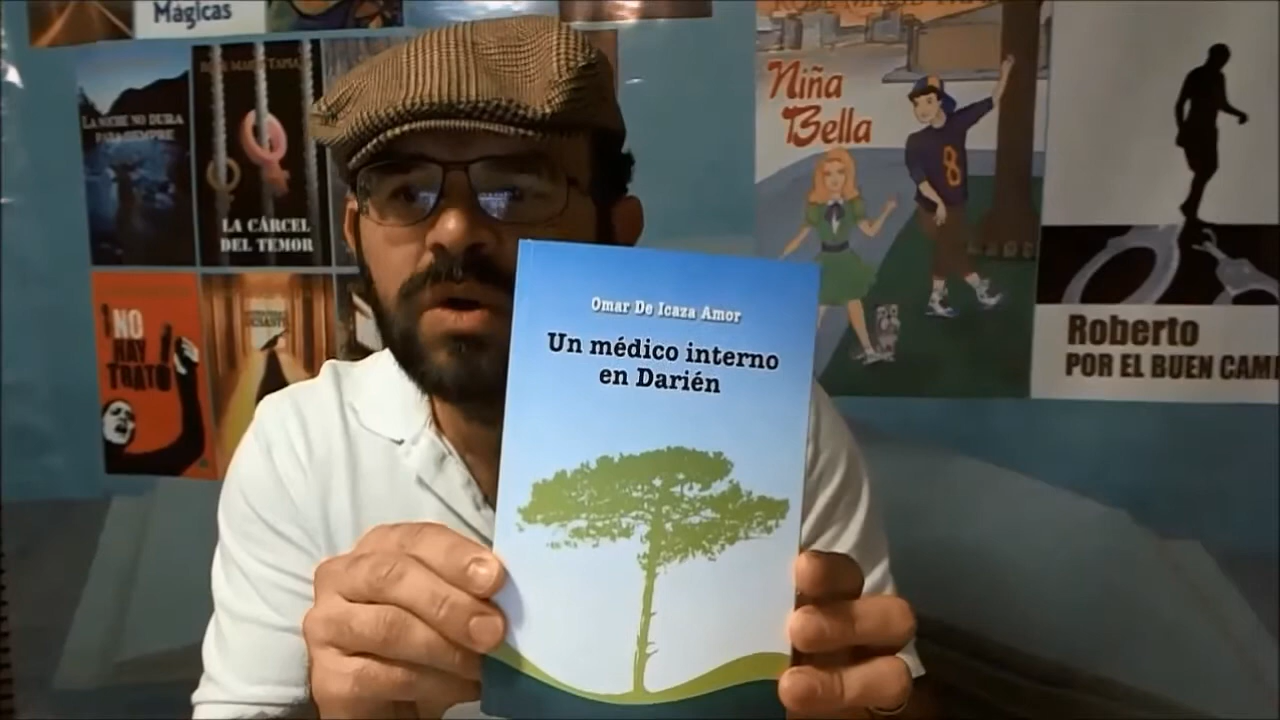 Mágicas
LA NOCHE NO DURA
PARA SIEMPRE
LA CÁRCEL
DEL TEMOR
¡NO
HAY
TRATO
Niña
Bella
8
Roberto
POR EL BUEN CAMI
Omar De Icaza Amor
Un médico interno
en Darién